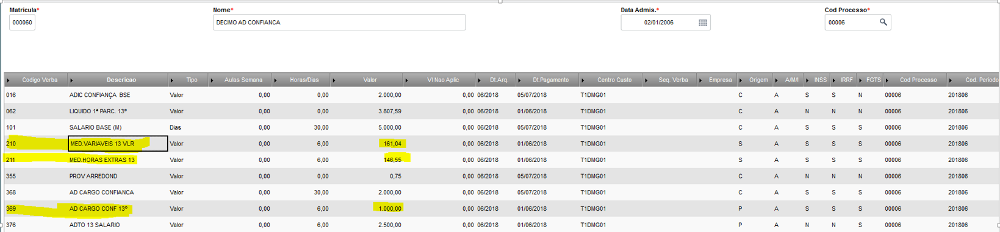 Matricula* Nome* Data Admis.* Cod Processo*
000060 DECIMO AD CONFIANCA 02/01/2006 00006
Codigo Verba Descricao Tipo Aulas Semana Horas/Dias Valor Vl Nao Aplic Dt.Arq. Dt.Pagamento Centro Custo Seq. Verba Empresa Origem A/M/I INSS IRRF FGTS Cod Processo Cod. Periodo
016 ADIC CONFIANÇA BSE Valor 0,00 0,00 2.000,00 0,00 06/2018 05/07/2018 T1DMG01 C A S S N 00006 201806
062 LIQUIDO 1ª PARC. 13º Valor 0,00 0,00 3.807,59 0,00 06/2018 01/06/2018 T1DMG01 C A N N N 00006 201806
101 SALARIO BASE (M) Dias 0,00 30,00 5.000,00 0,00 06/2018 05/07/2018 T1DMG01 C A S S S 00006 201806
210 MED.VARIAVEIS 13 VLR Valor 0,00 6,00 161,04 0,00 06/2018 01/06/2018 T1DMG01 S A S S S 00006 201806
211 MED.HORAS EXTRAS 13 Valor 0,00 6,00 146,55 0,00 06/2018 01/06/2018 T1DMG01 S A S S S 00006 201806
355 PROV ARREDOND Valor 0,00 0,00 0,75 0,00 06/2018 05/07/2018 T1DMG01 C A N N N 00006 201806
368 AD CARGO CONFIANCA Valor 0,00 30,00 2.000,00 0,00 06/2018 05/07/2018 T1DMG01 C A S S S 00006 201806
369 AD CARGO CONF 13º Valor 0,00 6,00 1.000,00 0,00 06/2018 01/06/2018 T1DMG01 P A S S S 00006 201806
376 ADTO 13 SALARIO Valor 0,00 6,00 2.500,00 0,00 06/2018 01/06/2018 T1DMG01 P A N N S 00006 201806